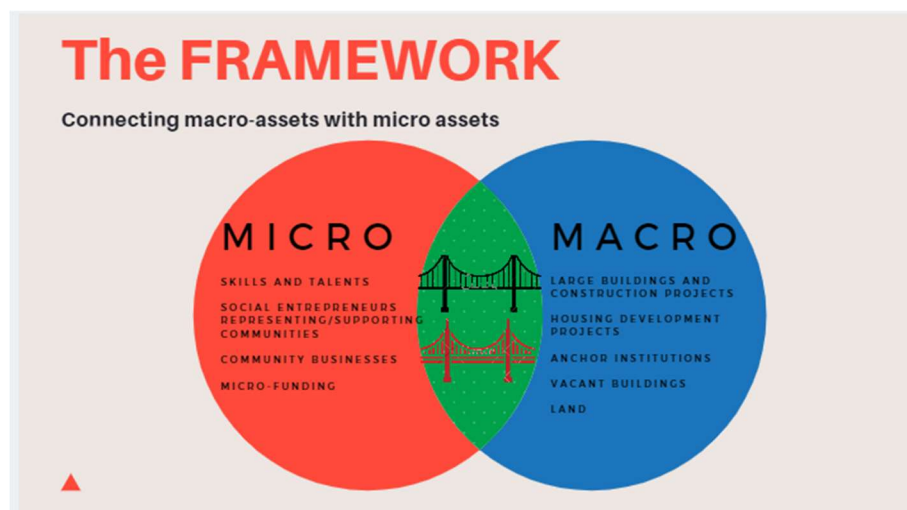 The FRAMEWORK
Connecting macro-assets with micro assets
MICRO
SKILLS AND TALENTS
SOCIAL ENTREPRENEURS
REPRESENTING/SUPPORTING
COMMUNITIES
COMMUNITY BUSINESSES
MICRO-FUNDING
MACRO
LARGE BUILDINGS AND
CONSTRUCTION PROJECTS
HOUSING DEVELOPMENT
PROJECTS
ANCHOR INSTITUTIONS
VACANT BUILDINGS
LAND